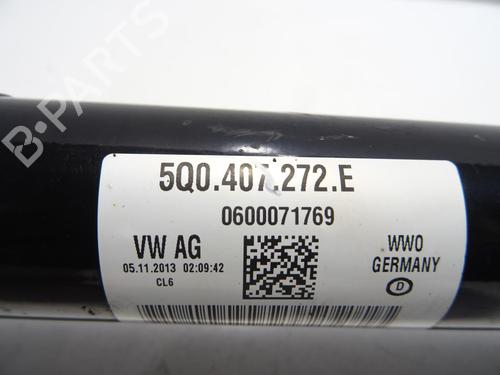 B-PARTS
5Q0.407.272.E
0600071769
VW AG
05.11.2013 02:09:42
CL6
WWO
GERMANY
D